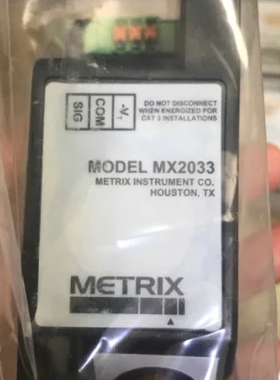 -VT
COM
SIG
DO NOT DISCONNECT
WHEN ENERGIZED FOR
CAT 3 INSTALLATIONS
MODEL MX2033
METRIX INSTRUMENT CO.
HOUSTON, TX
METRIX